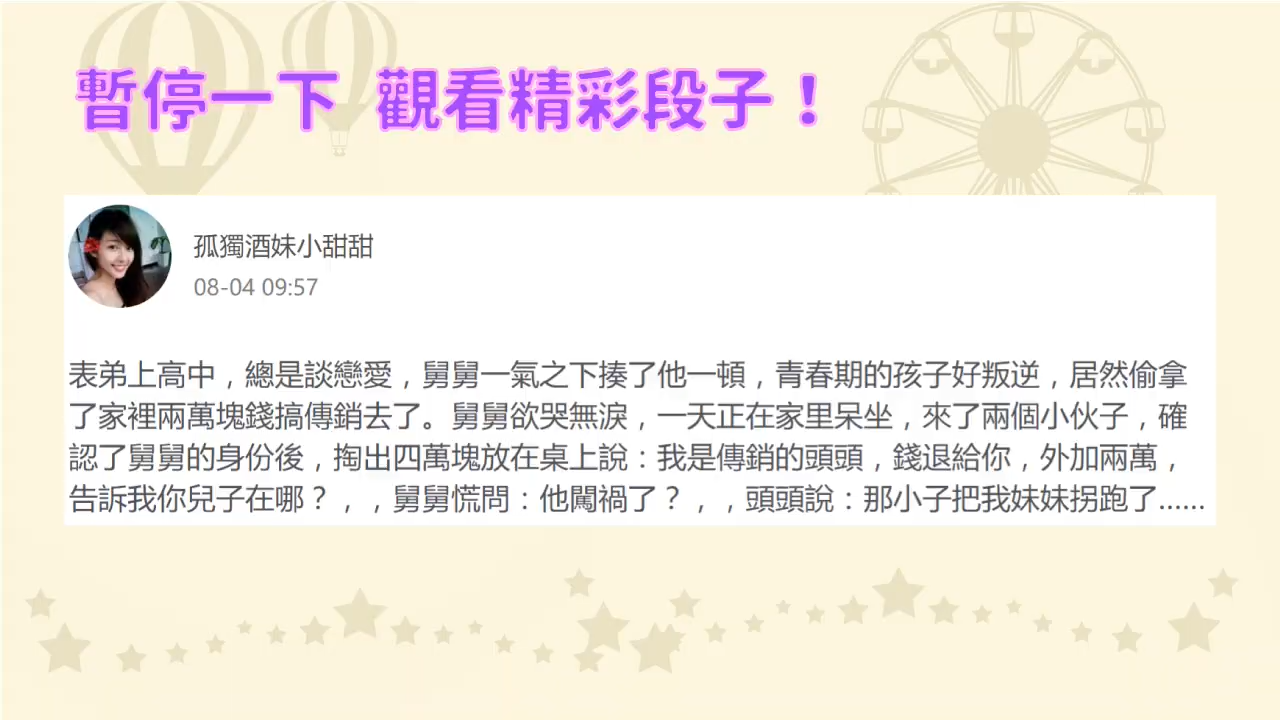 暫停一下 觀看精彩段子！
孤獨酒妹小甜甜
08-04 09:57
表弟上高中，總是談戀愛，舅舅一氣之下揍了他一頓，青春期的孩子好叛逆，居然偷拿
了家裡兩萬塊錢搞傳銷去了。舅舅欲哭無淚，一天正在家里呆坐，來了兩個小伙子，確
認了舅舅的身份後，掏出四萬塊放在桌上說：我是傳銷的頭頭，錢退給你，外加兩萬，
告訴我你兒子在哪？，，舅舅慌問：他闖禍了？，，頭頭說：那小子把我妹妹拐跑了……